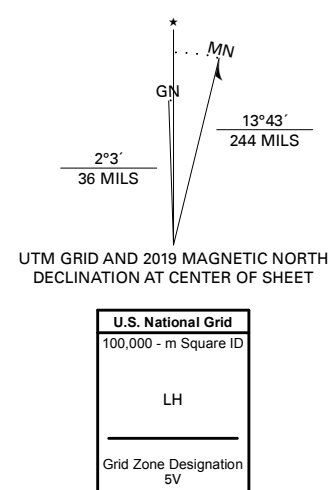 ★
MN
GN
13°43´
244 MILS
2°3´
36 MILS
UTM GRID AND 2019 MAGNETIC NORTH
DECLINATION AT CENTER OF SHEET
U.S. National Grid
100,000 - m Square ID
LH
Grid Zone Designation
5V